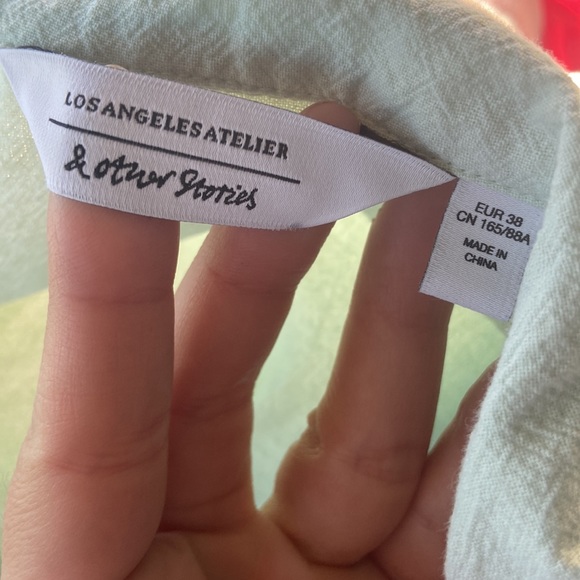 LOS ANGELES ATELIER
& other Stories
EUR 38
CN 165/88A
MADE IN
CHINA